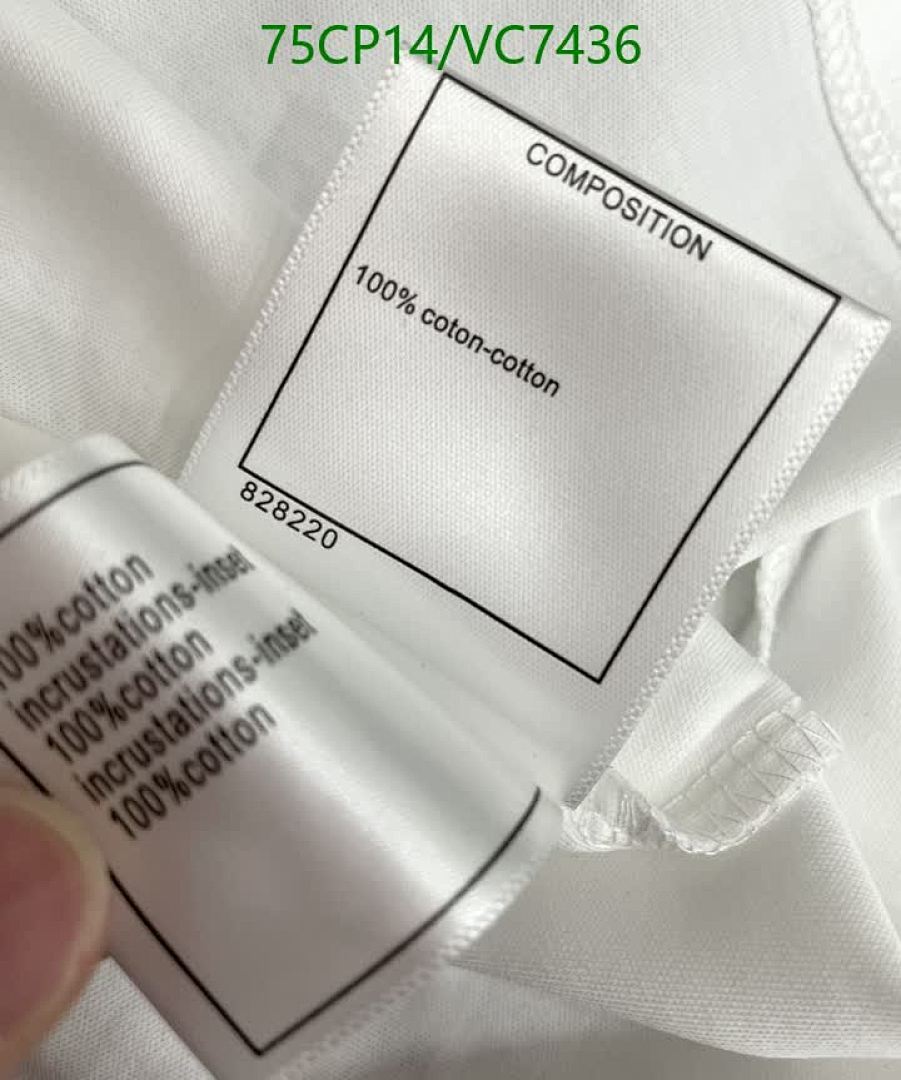 75CP14/VC7436
COMPOSITION
100% coton-cotton
828220
00%cotton
incrustations-inset
100%cotton
incrustations-inset
100%cotton